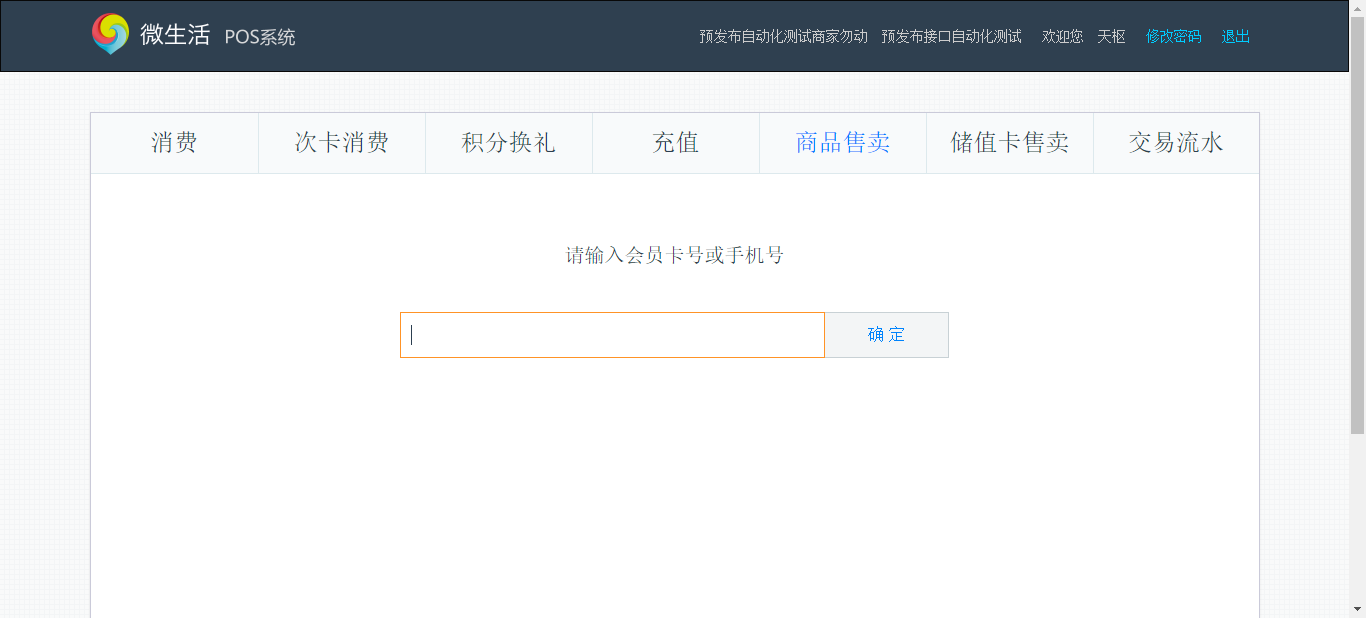 微生活 POS系统 预发布自动化测试商家勿动 预发布接口自动化测试 欢迎您 天枢 修改密码 退出
消费 次卡消费 积分换礼 充值 商品售卖 储值卡售卖 交易流水
请输入会员卡号或手机号
确 定